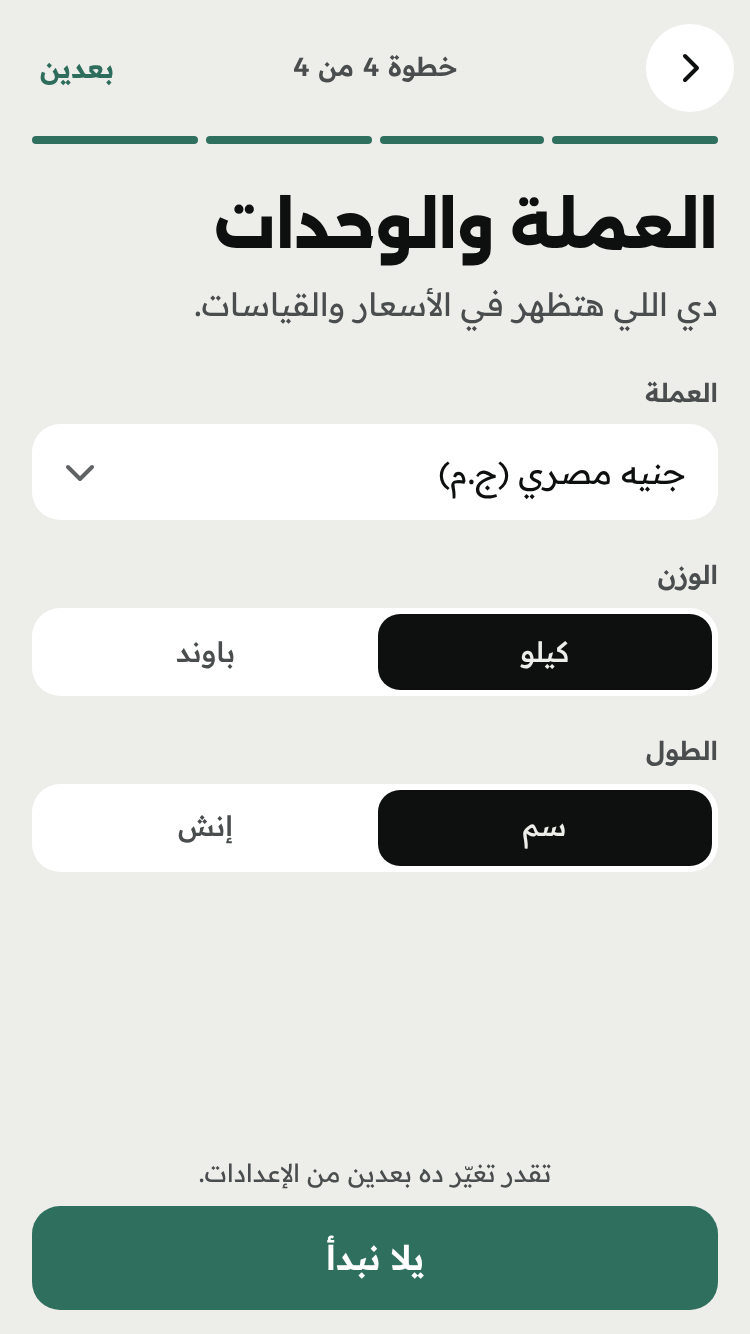 خطوة 4 من 4
بعدين
العملة والوحدات
دي اللي هتظهر في الأسعار والقياسات.
العملة
جنيه مصري (ج.م)
الوزن
كيلو
باوند
الطول
سم
إنش
تقدر تغيّر ده بعدين من الإعدادات.
يلا نبدأ